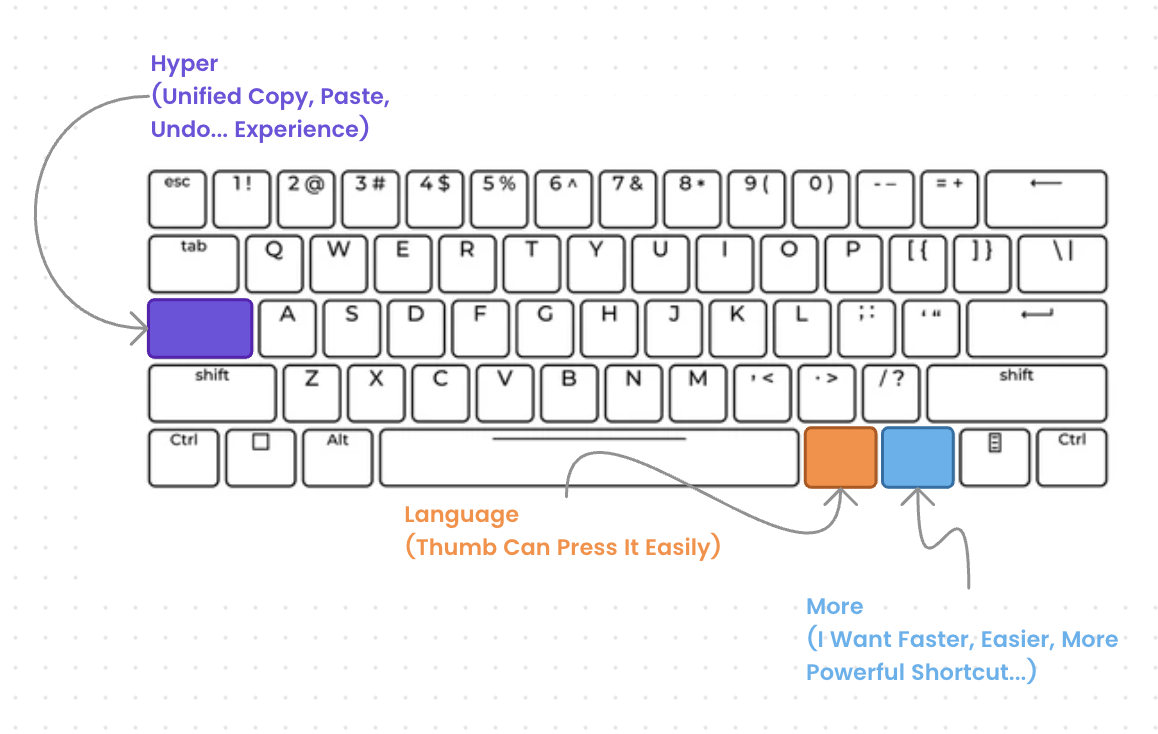 Hyper
(Unified Copy, Paste,
Undo... Experience)
esc 1 ! 2 @ 3 # 4 $ 5 % 6 ^ 7 & 8 * 9 ( 0 ) - – = +
tab Q W E R T Y U I O P [ { ] } \ |
A S D F G H J K L ; : ‘ “
shift Z X C V B N M , < . > / ? shift
Ctrl Alt Ctrl
Language
(Thumb Can Press It Easily)
More
(I Want Faster, Easier, More
Powerful Shortcut...)